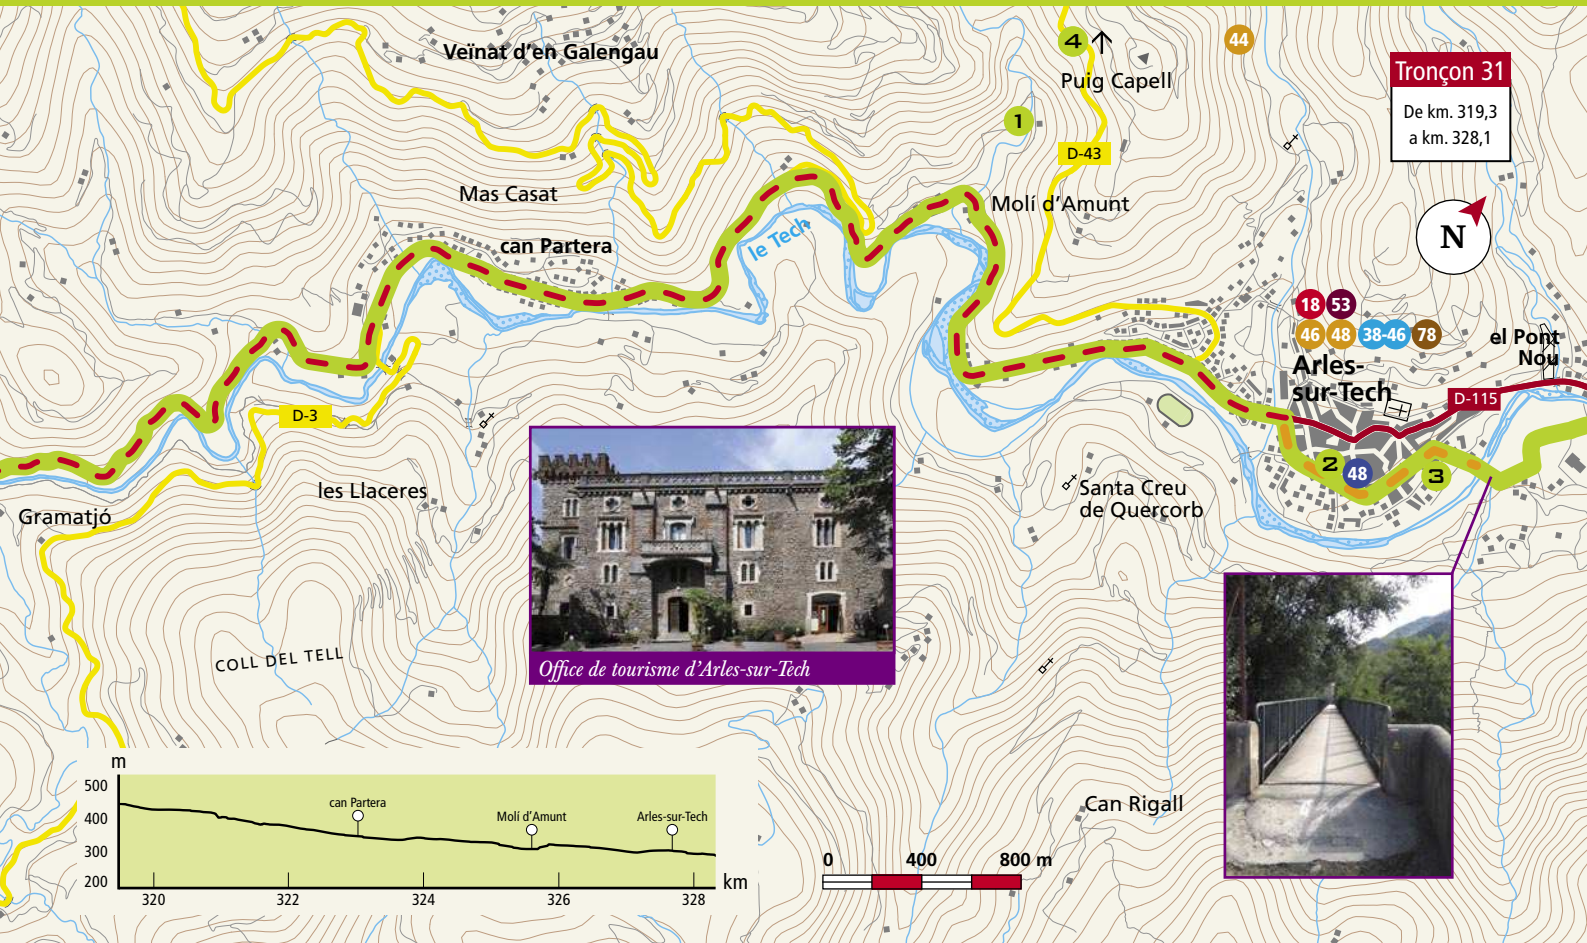 Veïnat d'en Galengau
4
Puig Capell
44
Tronçon 31
De km. 319,3
a km. 328,1
1
D-43
Mas Casat
Molí d'Amunt
can Partera
le Tech
N
18 53
46 48 38-46 78
el Pont
Nou
Arles-
sur-Tech
D-115
D-3
2
48
3
les Llaceres
Gramatjó
Santa Creu
de Quercorb
COLL DEL TELL
Office de tourisme d'Arles-sur-Tech
Can Rigall
m
500
400
300
200
can Partera
Molí d'Amunt
Arles-sur-Tech
km
320 322 324 326 328
0 400 800 m